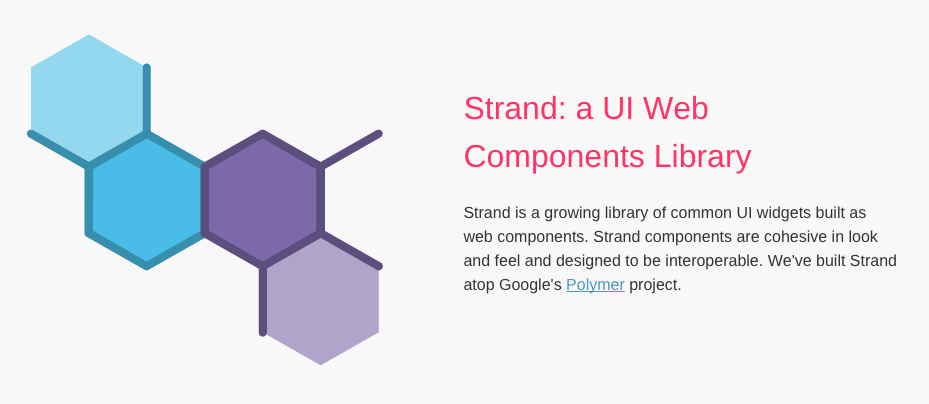 Strand: a UI Web
Components Library
Strand is a growing library of common UI widgets built as
web components. Strand components are cohesive in look
and feel and designed to be interoperable. We've built Strand
atop Google's Polymer project.